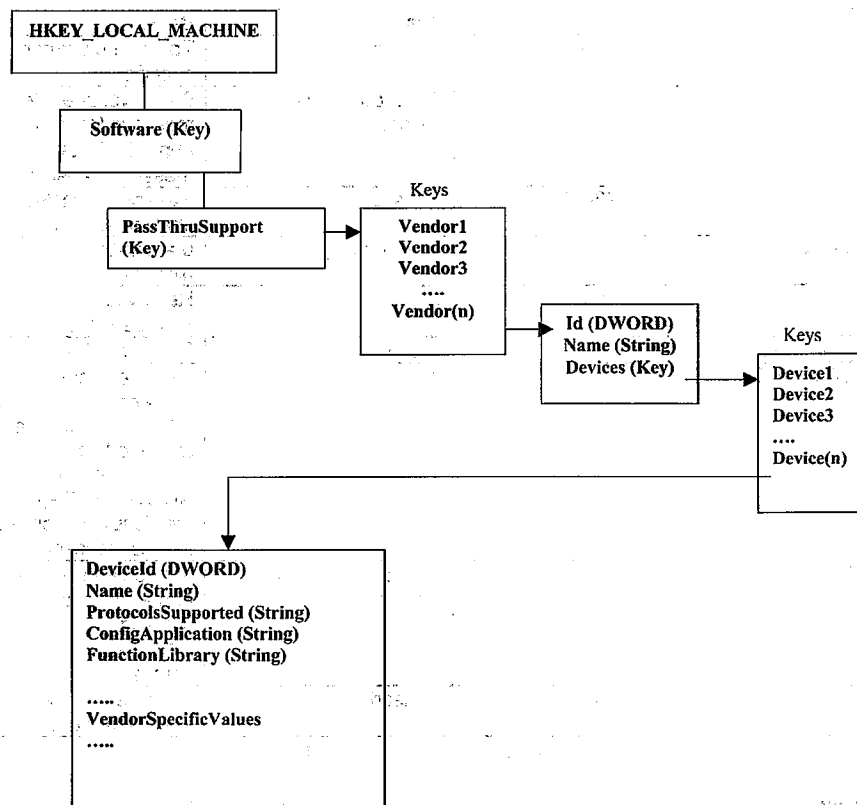 HKEY_LOCAL_MACHINE
Software (Key)
Keys
PassThruSupport
(Key)
Vendor1
Vendor2
Vendor3
....
Vendor(n)
Id (DWORD)
Name (String)
Devices (Key)
Keys
Device1
Device2
Device3
....
Device(n)
DeviceId (DWORD)
Name (String)
ProtocolsSupported (String)
ConfigApplication (String)
FunctionLibrary (String)
.....
VendorSpecificValues
.....